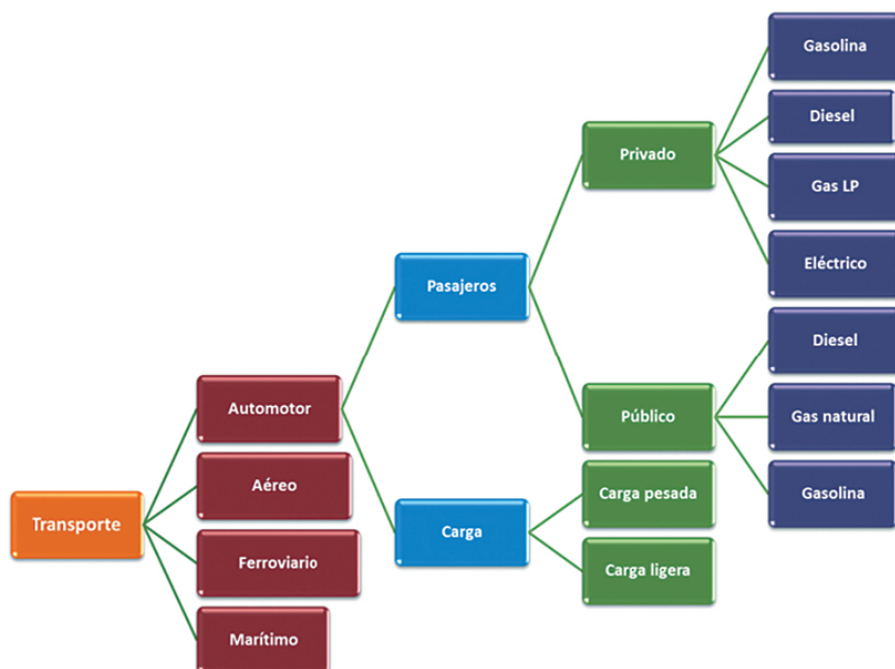 Gasolina
Diesel
Privado
Gas LP
Eléctrico
Pasajeros
Diesel
Automotor
Público
Gas natural
Aéreo
Carga pesada
Gasolina
Transporte
Carga
Ferroviario
Carga ligera
Marítimo